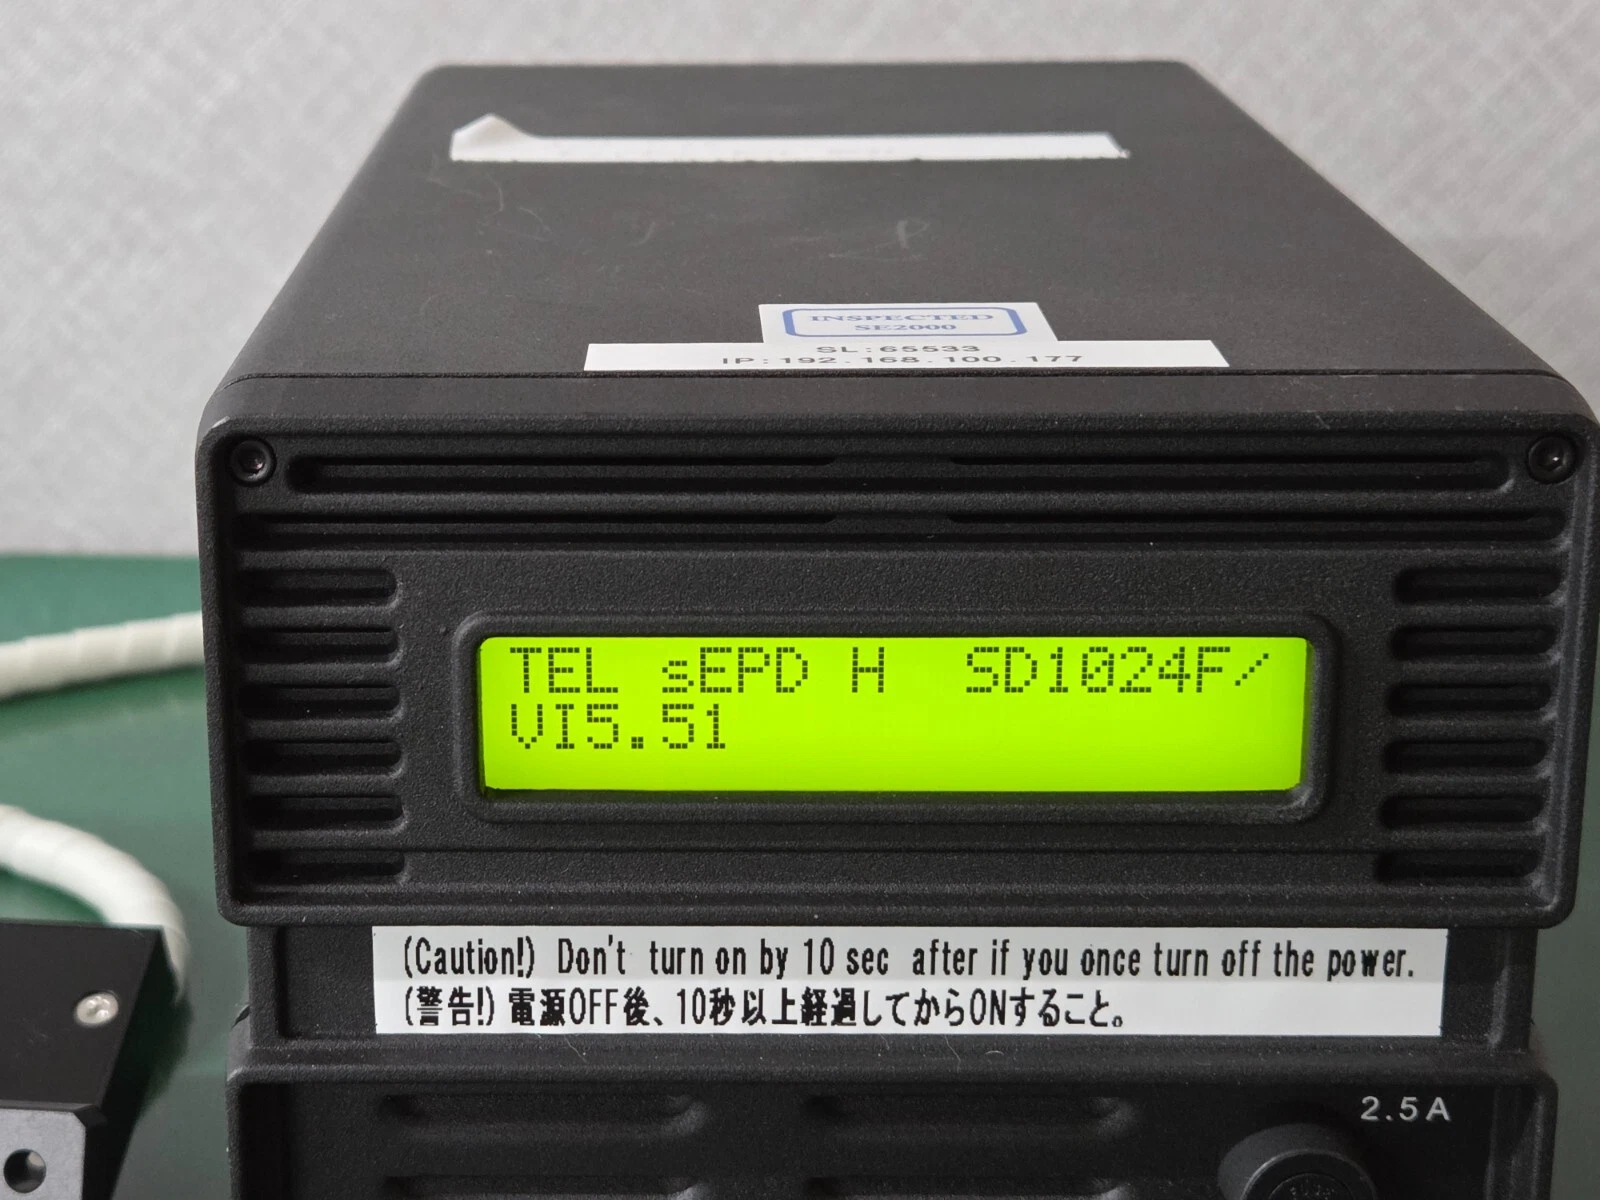 INSPECTED
SE2000
SL:65533
IP:192.168.100.177
TEL sEPD H SD1024F/
VI5.51
(Caution!) Don't turn on by 10 sec after if you once turn off the power.
(警告!) 電源OFF後、10秒以上経過してからONすること。
2.5A